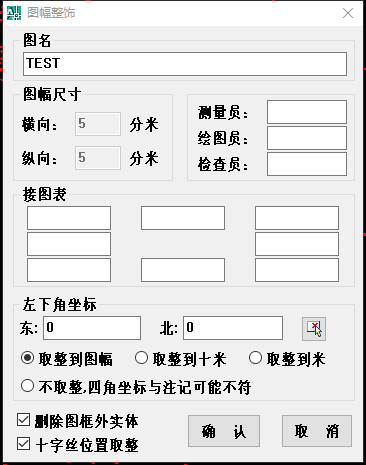 图幅整饰
图名
TEST
图幅尺寸
横向： 5 分米
纵向： 5 分米
测量员：
绘图员：
检查员：
接图表
左下角坐标
东: 0 北: 0
取整到图幅 取整到十米 取整到米
不取整,四角坐标与注记可能不符
删除图框外实体
十字丝位置取整
确 认 取 消